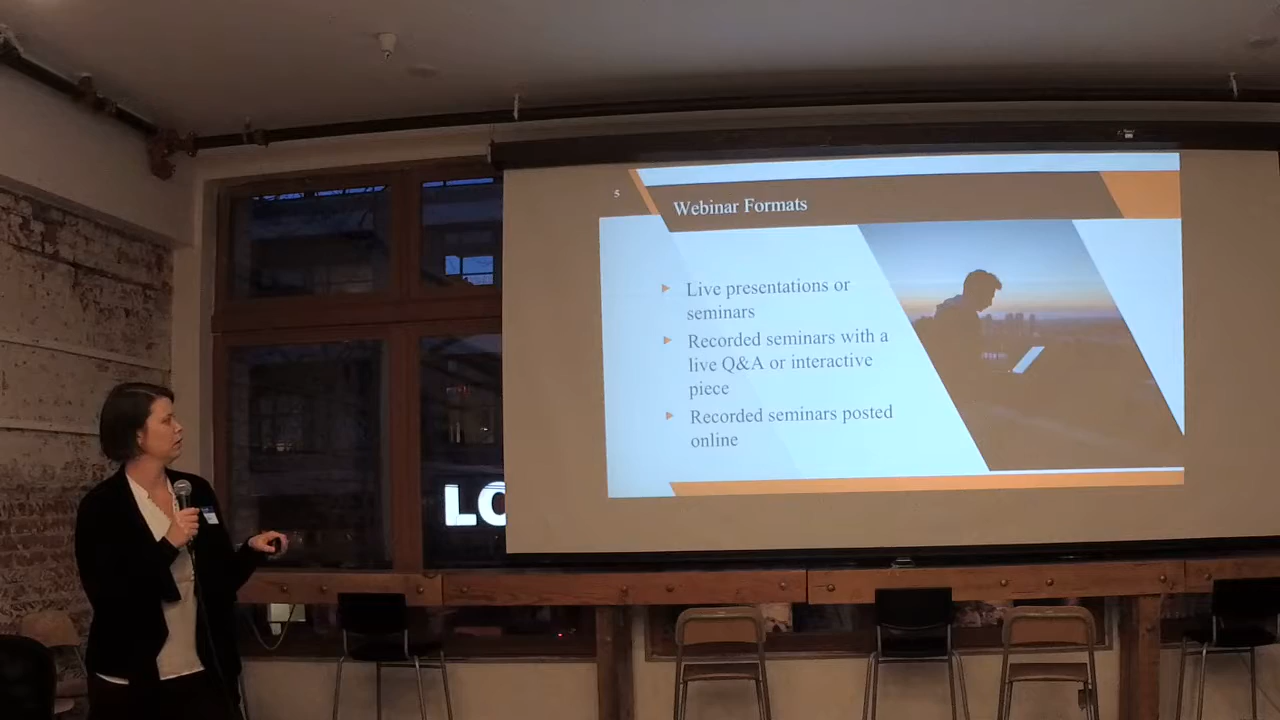 5
Webinar Formats
Live presentations or
seminars
Recorded seminars with a
live Q&A or interactive
piece
Recorded seminars posted
online
LO